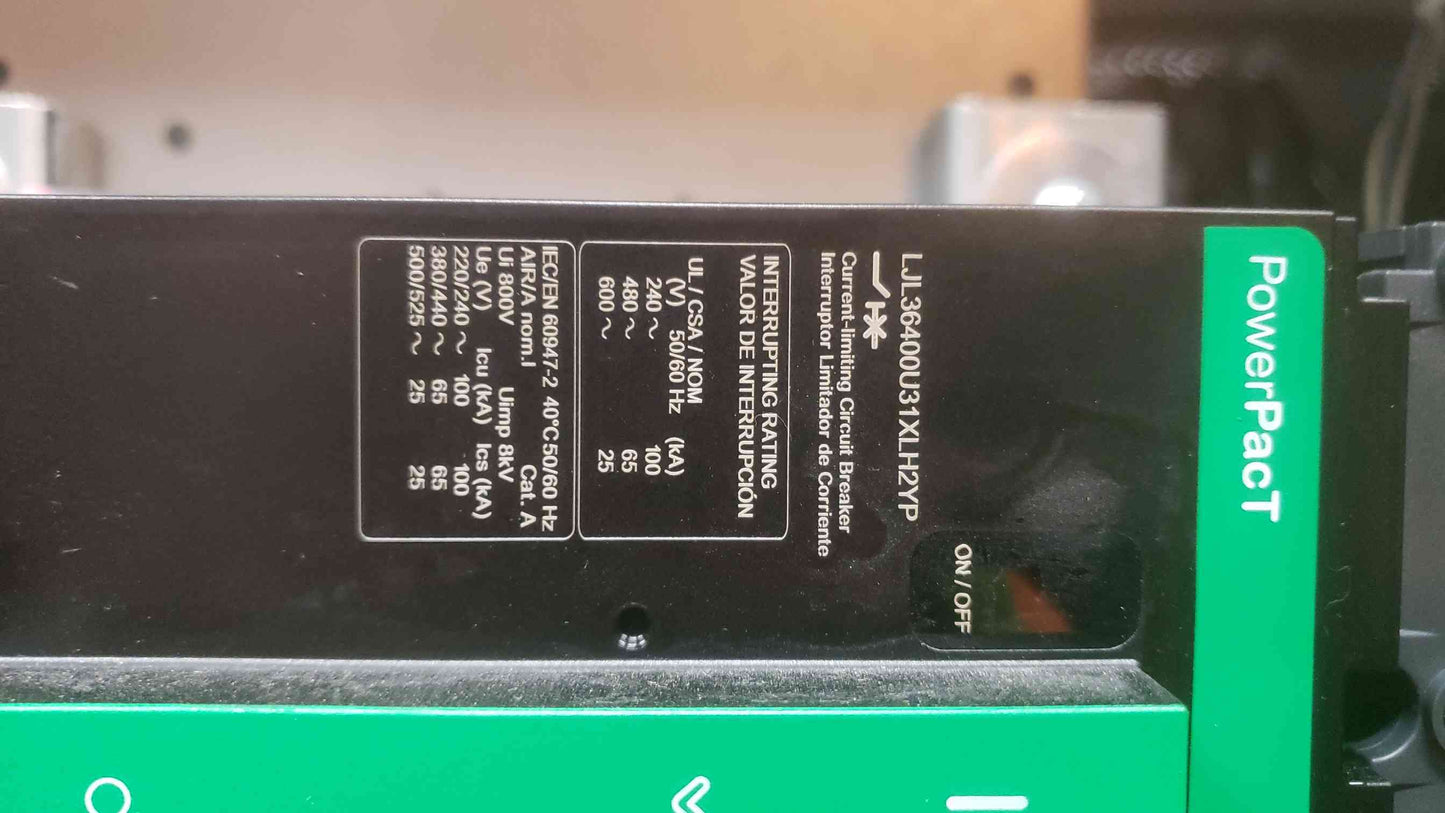 PowerPacT
ON / OFF
LJL36400U31XLH2YP
Current-limiting Circuit Breaker
Interruptor Limitador de Corriente
INTERRUPTING RATING
VALOR DE INTERRUPCIÓN
UL / CSA / NOM
(V) 50/60 Hz (kA)
240 ~ 100
480 ~ 65
600 ~ 25
IEC/EN 60947-2 40°C50/60 Hz
AIR/A nom.I Cat. A
Ui 800V Uimp 8kV
Ue (V) Icu (kA) Ics (kA)
220/240 ~ 100 100
380/440 ~ 65 65
500/525 ~ 25 25